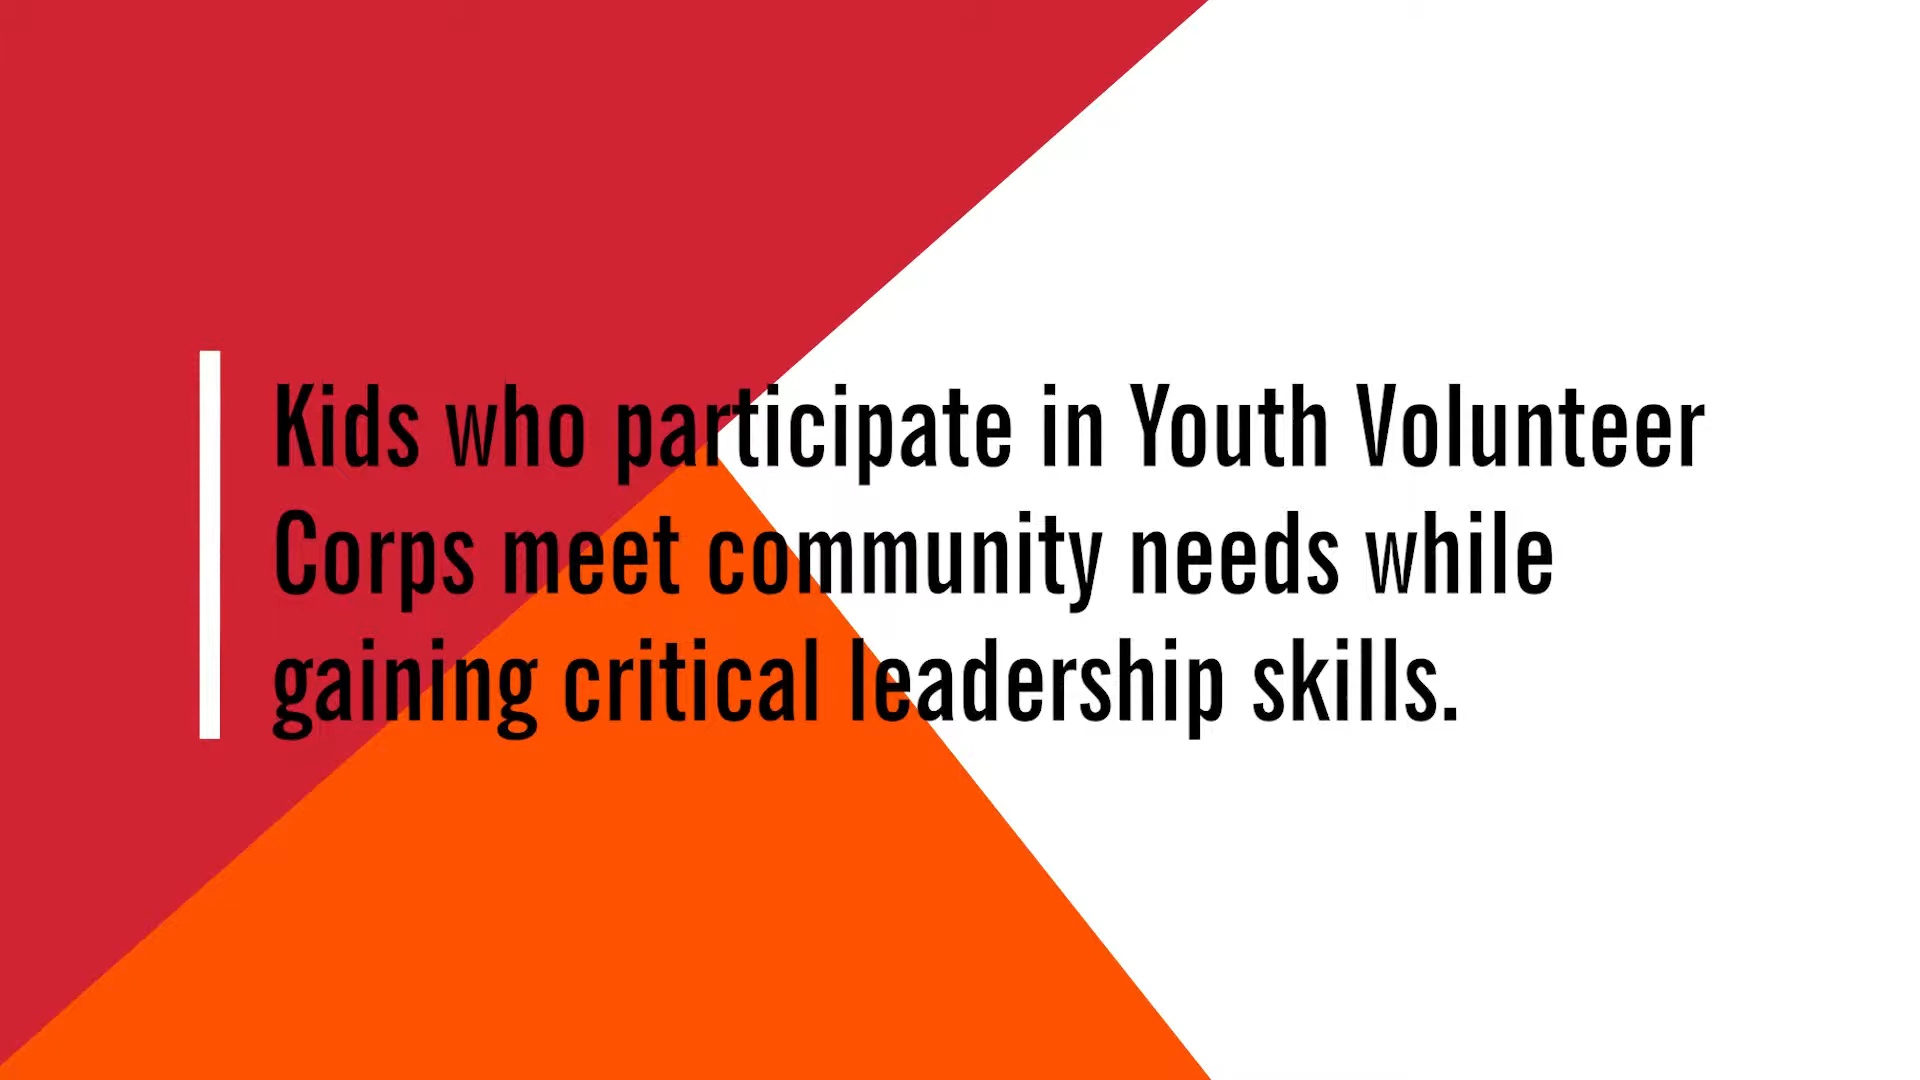 Kids who participate in Youth Volunteer
Corps meet community needs while
gaining critical leadership skills.